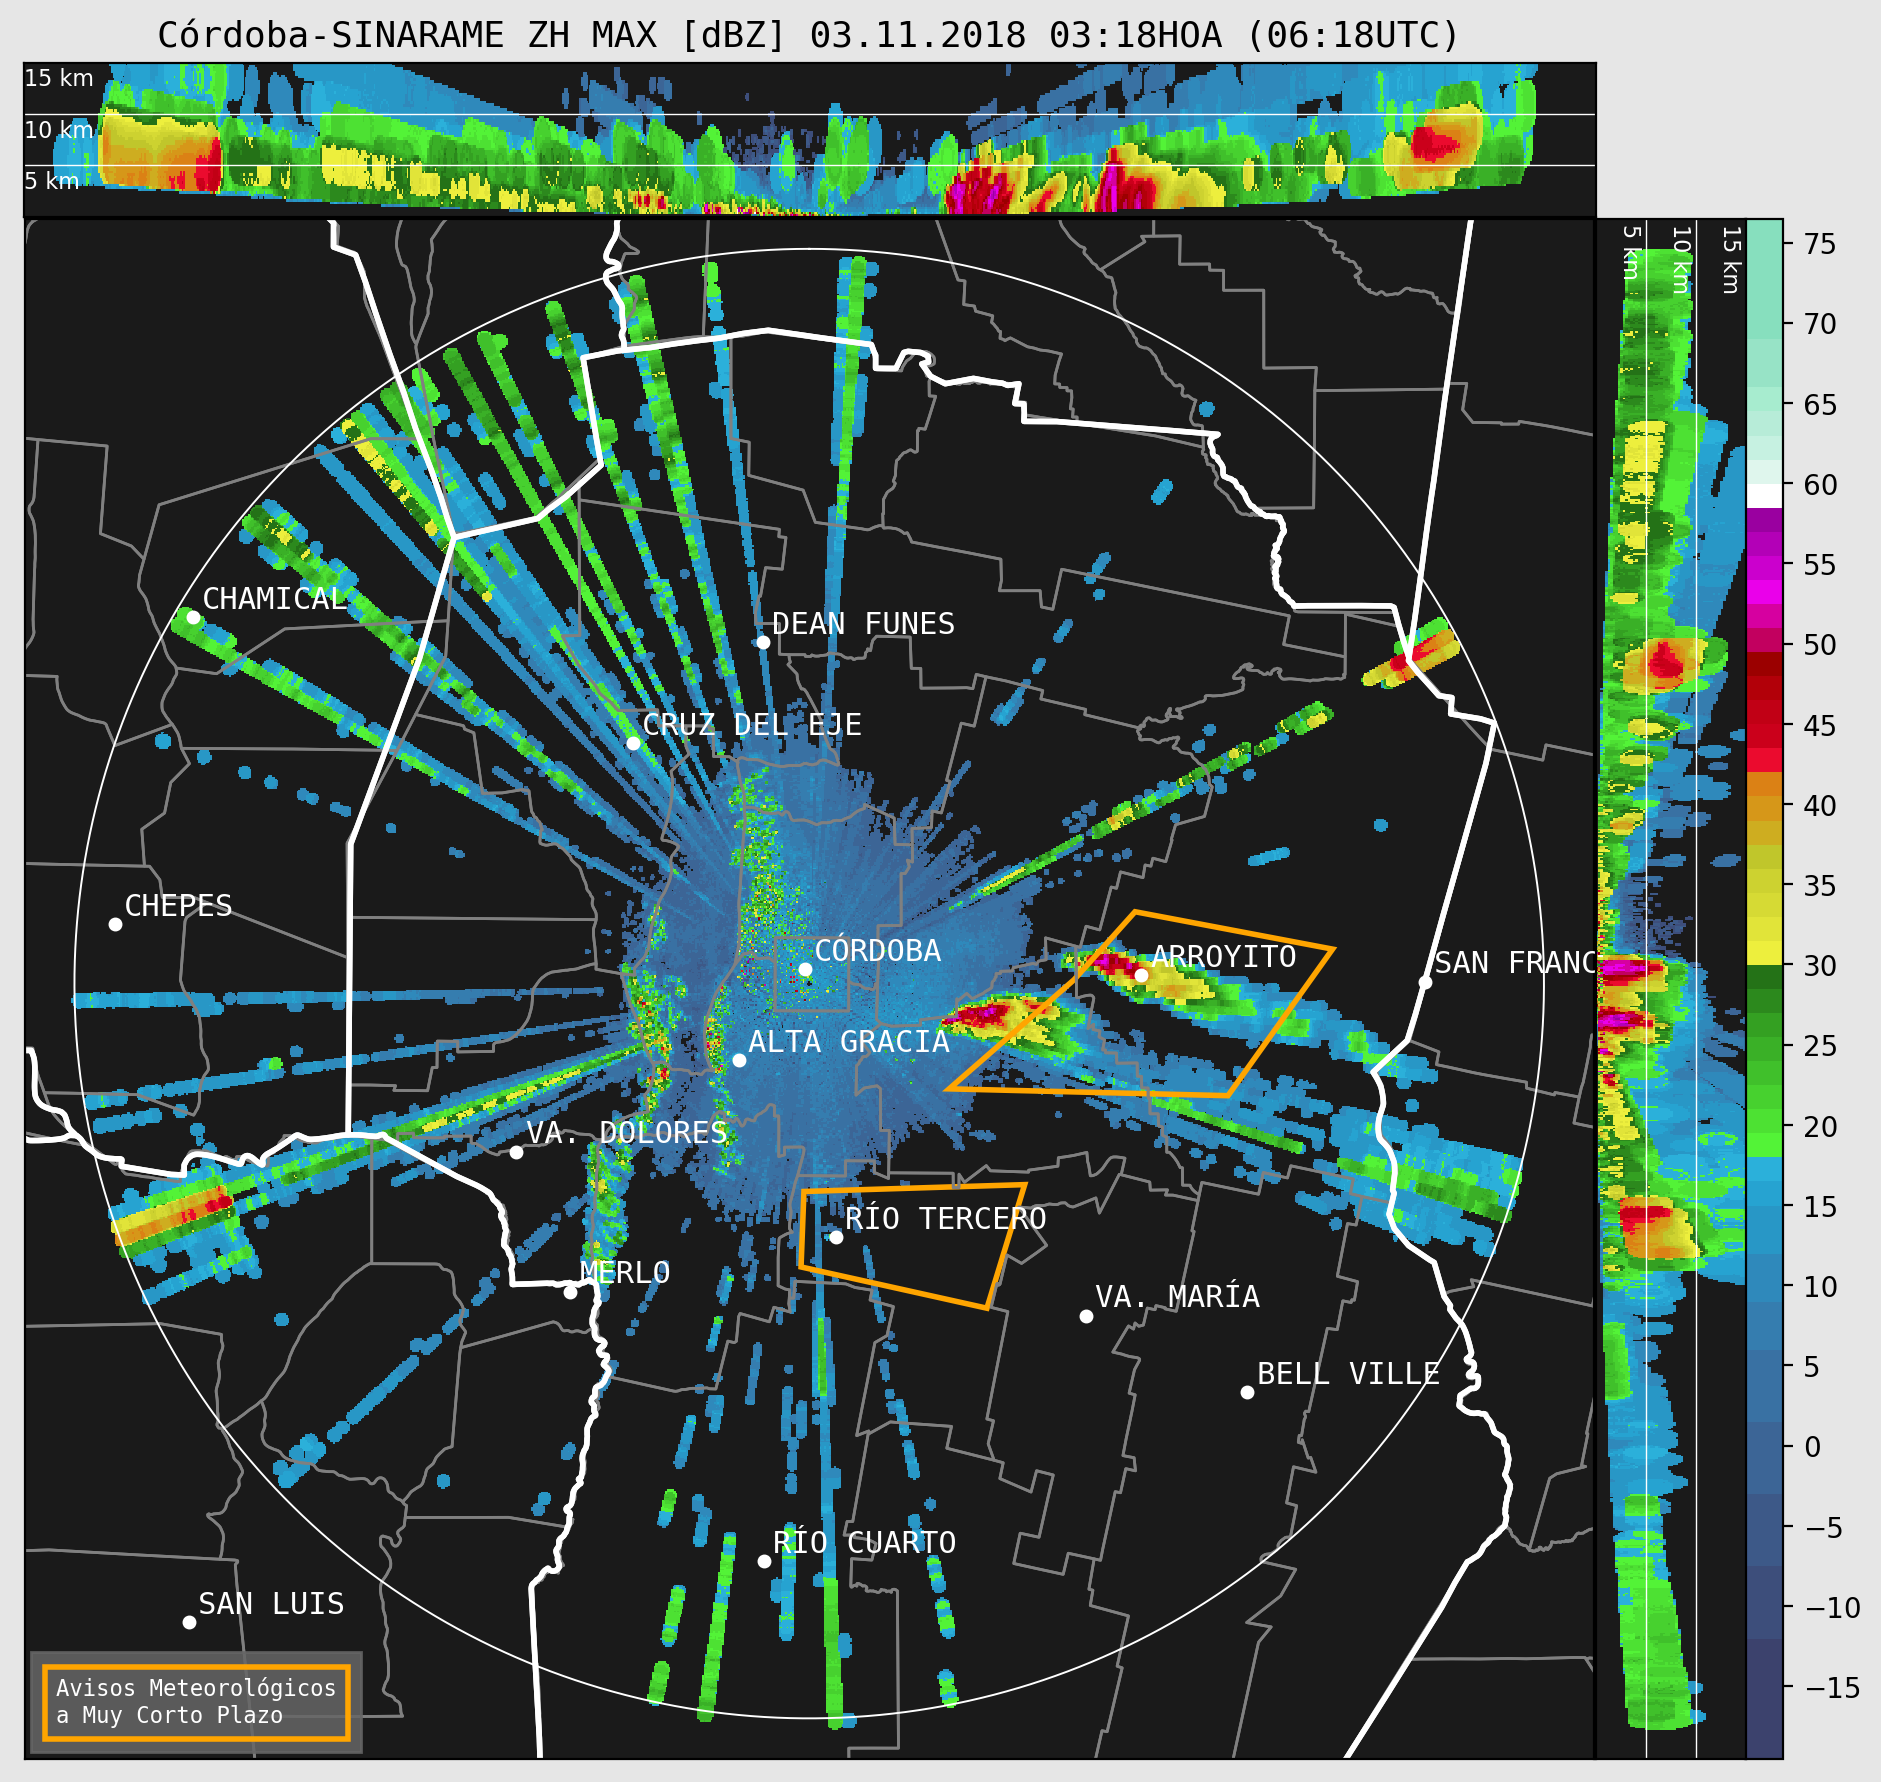 Córdoba-SINARAME ZH MAX [dBZ] 03.11.2018 03:18HOA (06:18UTC)
15 km
10 km
5 km
5 km
10 km
15 km
75
70
65
60
55
50
45
40
35
30
25
20
15
10
5
0
−5
−10
−15
CHAMICAL
DEAN FUNES
CRUZ DEL EJE
CHEPES
CÓRDOBA
ARROYITO
SAN FRANC
ALTA GRACIA
VA. DOLORES
RÍO TERCERO
MERLO
VA. MARÍA
BELL VILLE
RÍO CUARTO
SAN LUIS
Avisos Meteorológicos
a Muy Corto Plazo